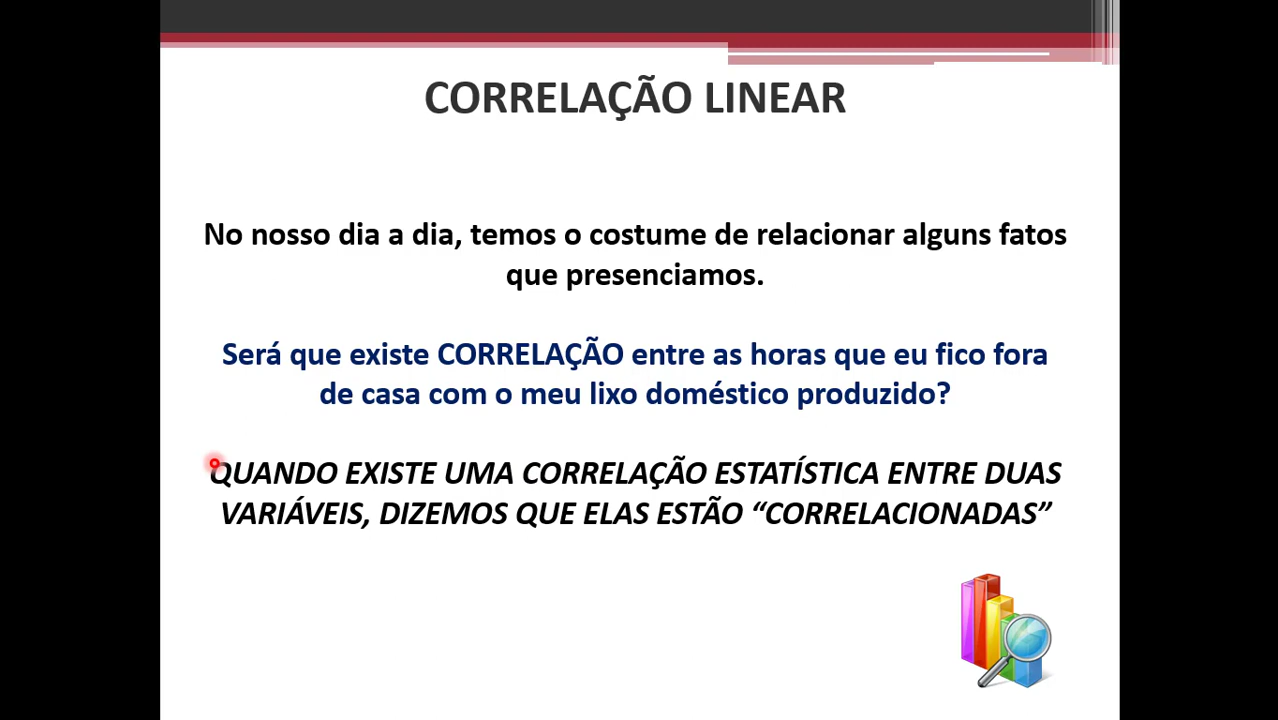 CORRELAÇÃO LINEAR
No nosso dia a dia, temos o costume de relacionar alguns fatos
que presenciamos.
Será que existe CORRELAÇÃO entre as horas que eu fico fora
de casa com o meu lixo doméstico produzido?
QUANDO EXISTE UMA CORRELAÇÃO ESTATÍSTICA ENTRE DUAS
VARIÁVEIS, DIZEMOS QUE ELAS ESTÃO “CORRELACIONADAS”